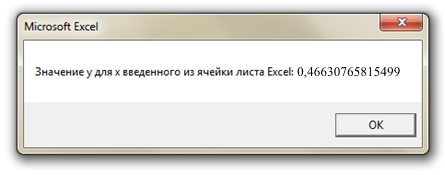 Microsoft Excel
Значение y для x введенного из ячейки листа Excel: 0,46630765815499
OK